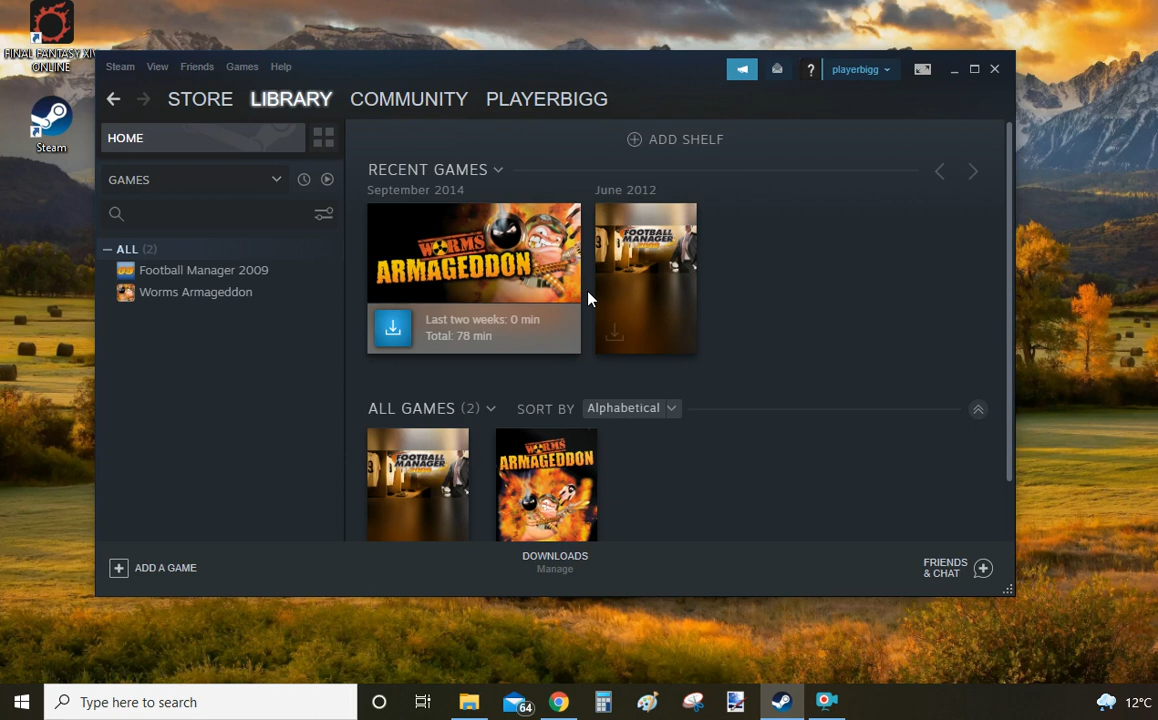 FINAL FANTASY XIV
ONLINE
Steam
Steam View Friends Games Help
? playerbigg
STORE LIBRARY COMMUNITY PLAYERBIGG
HOME
GAMES
ALL (2)
Football Manager 2009
Worms Armageddon
ADD SHELF
RECENT GAMES
September 2014
June 2012
WORMS
ARMAGEDDON
FOOTBALL
MANAGER
Last two weeks: 0 min
Total: 78 min
ALL GAMES (2) SORT BY Alphabetical
FOOTBALL
MANAGER
WORMS
ARMAGEDDON
ADD A GAME
DOWNLOADS
Manage
FRIENDS
& CHAT
Type here to search
64
12°C